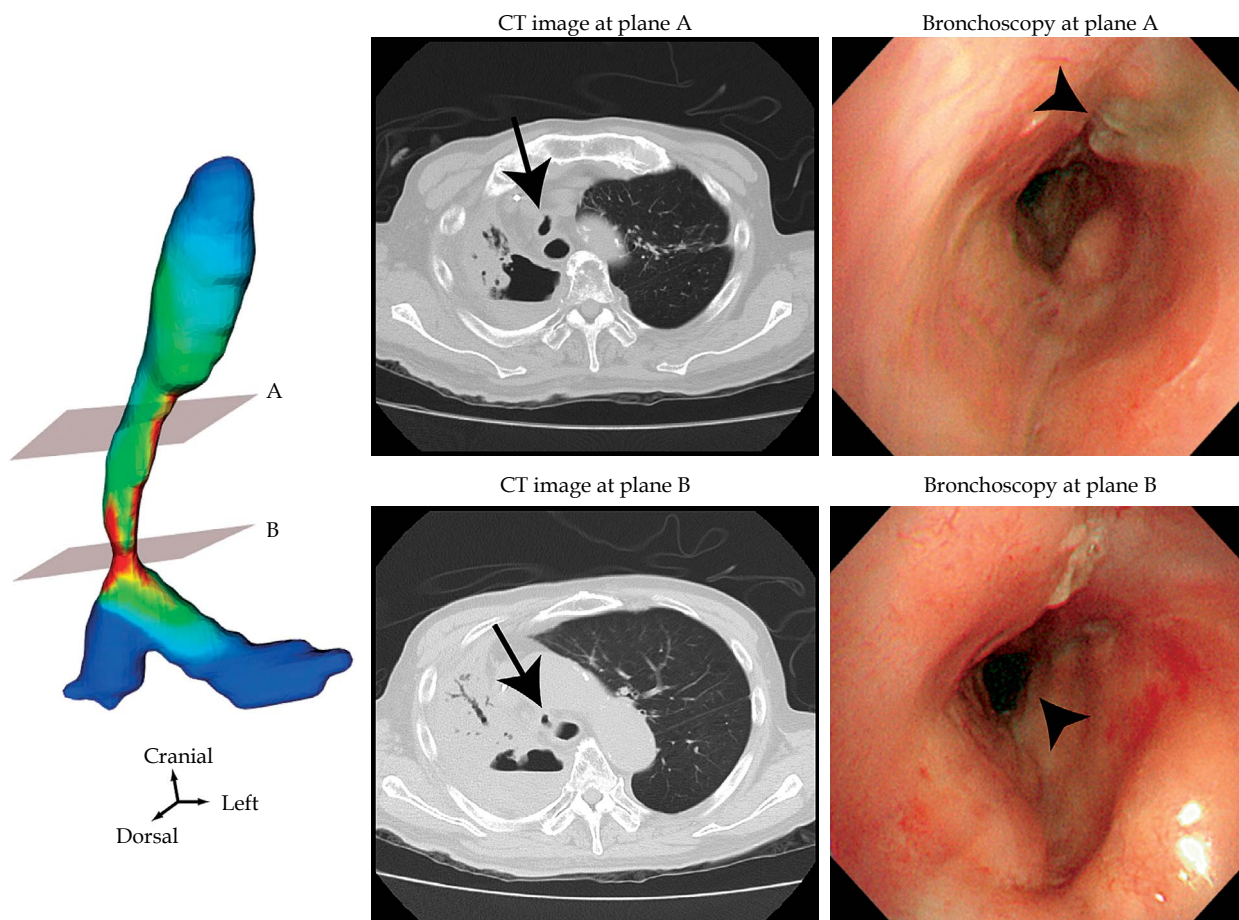 CT image at plane A
Bronchoscopy at plane A
A
B
CT image at plane B
Bronchoscopy at plane B
Cranial
Left
Dorsal